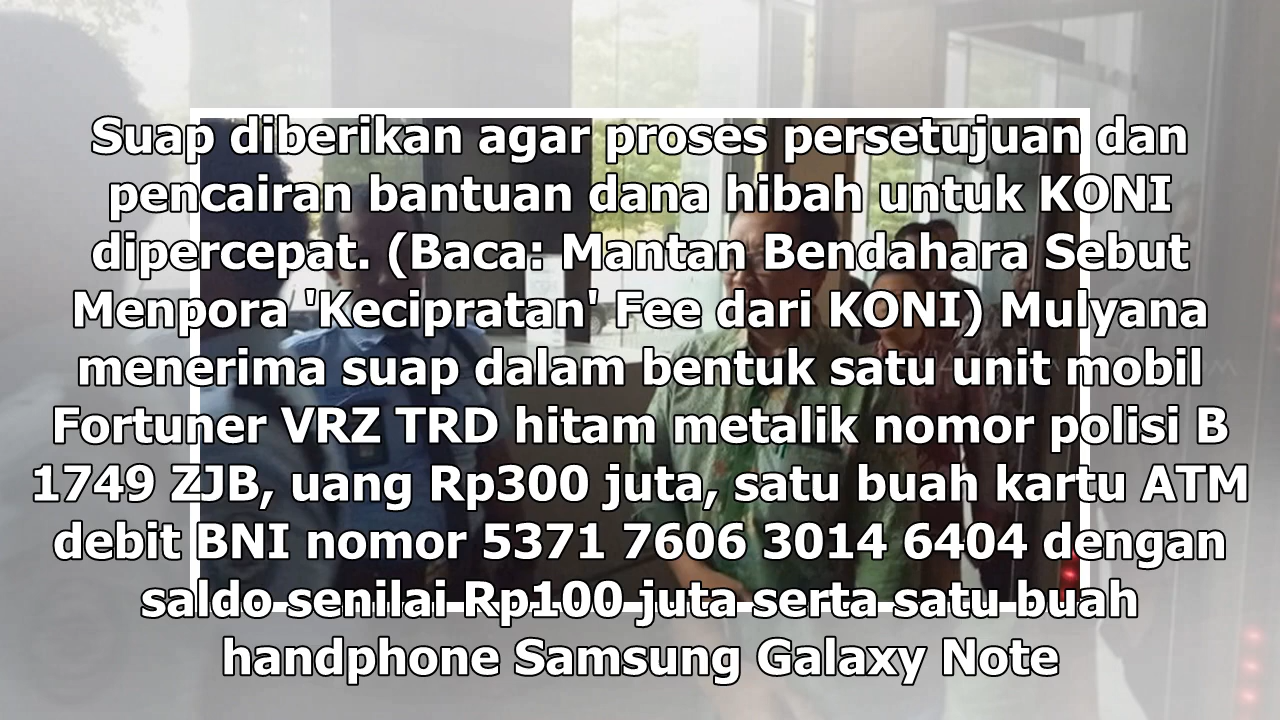 Suap diberikan agar proses persetujuan dan
pencairan bantuan dana hibah untuk KONI
dipercepat. (Baca: Mantan Bendahara Sebut
Menpora 'Kecipratan' Fee dari KONI) Mulyana
menerima suap dalam bentuk satu unit mobil
Fortuner VRZ TRD hitam metalik nomor polisi B
1749 ZJB, uang Rp300 juta, satu buah kartu ATM
debit BNI nomor 5371 7606 3014 6404 dengan
saldo senilai Rp100 juta serta satu buah
handphone Samsung Galaxy Note